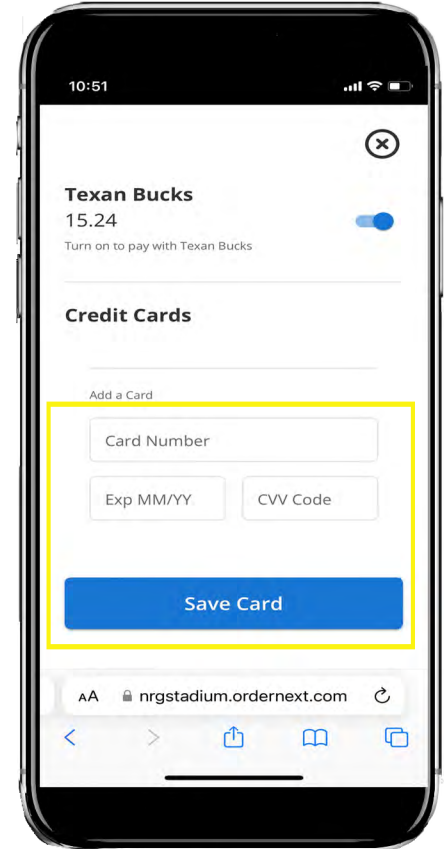 10:51
Texan Bucks
15.24
Turn on to pay with Texan Bucks
Credit Cards
Add a Card
Card Number
Exp MM/YY CVV Code
Save Card
AA nrgstadium.ordernext.com